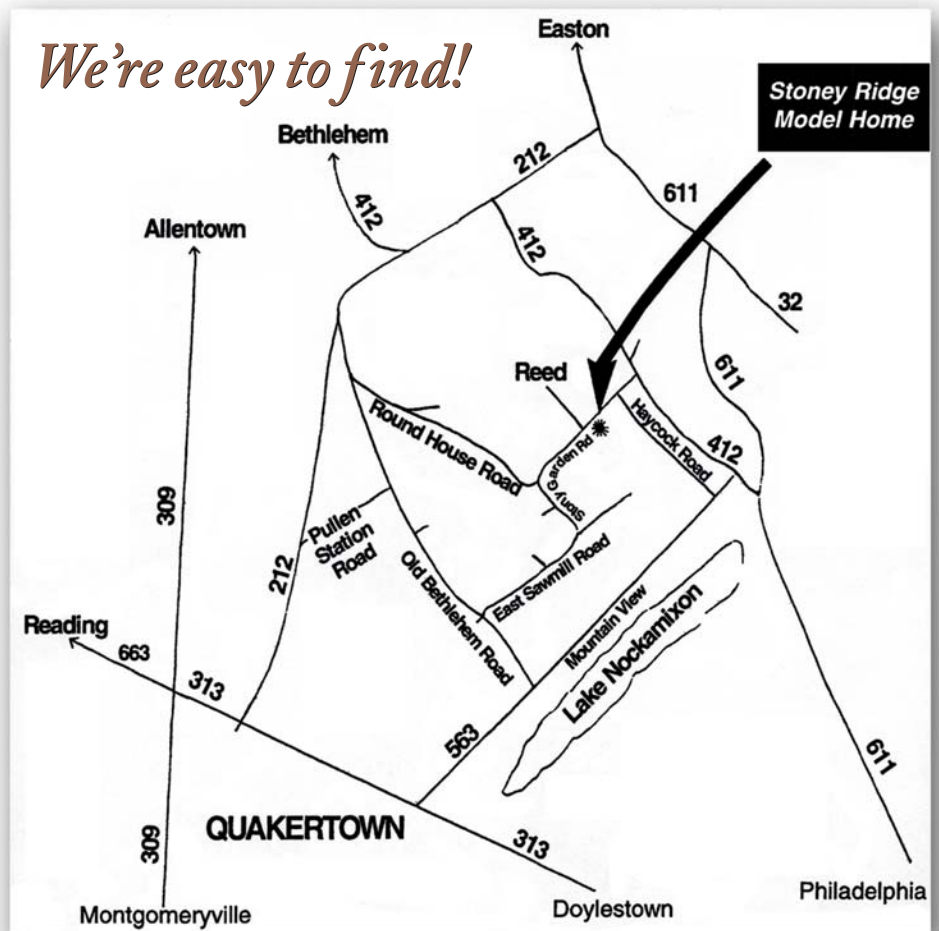 We're easy to find!
Easton
Stoney Ridge
Model Home
Bethlehem
212
611
412
412
Allentown
32
Reed
611
Round House Road
Haycock Road
412
Stony Garden Rd
309
Pullen
Station
Road
212
Old Bethlehem Road
East Sawmill Road
Mountain View
Lake Nockamixon
Reading
663
313
563
611
309
QUAKERTOWN
313
Montgomeryville
Doylestown
Philadelphia